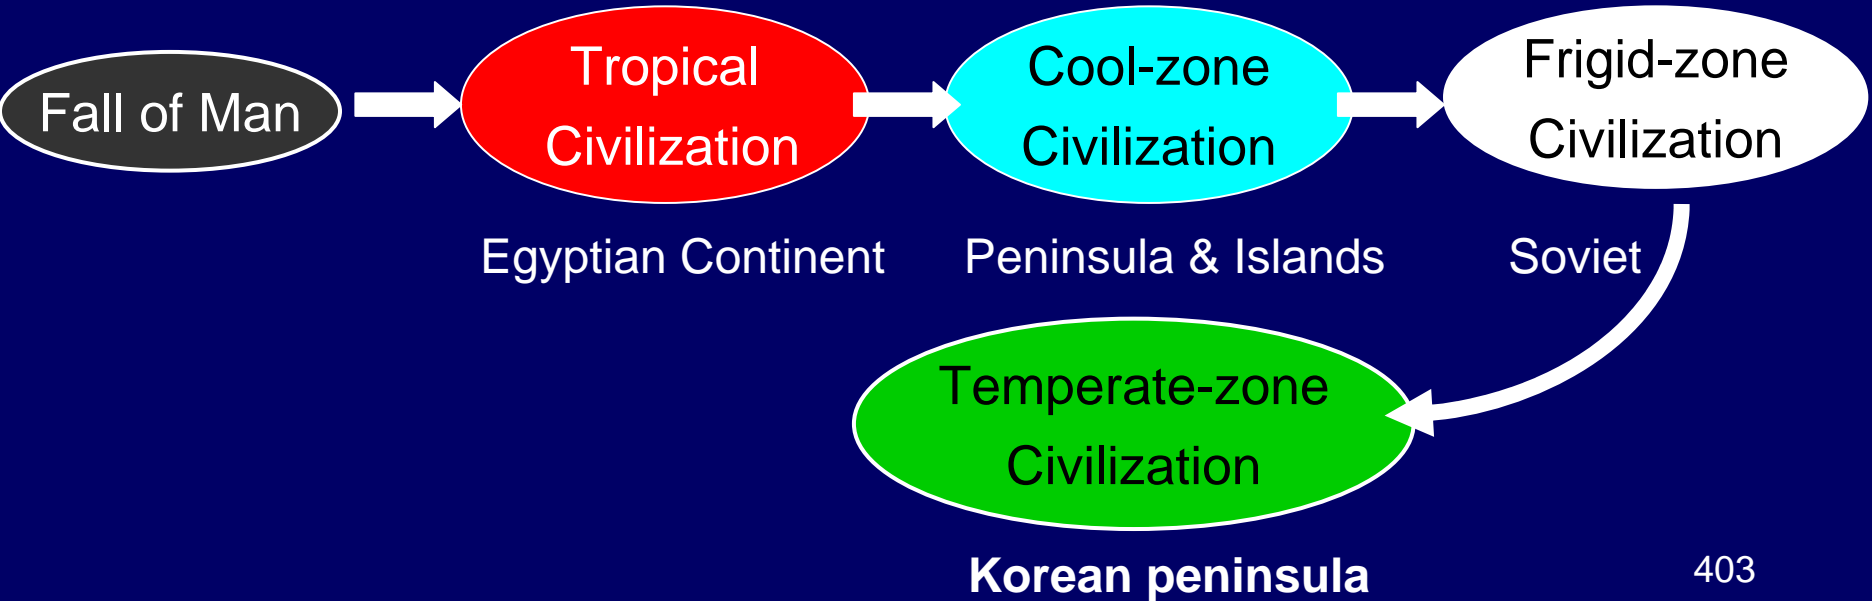 Fall of Man
Tropical
Civilization
Cool-zone
Civilization
Frigid-zone
Civilization
Egyptian Continent
Peninsula & Islands
Soviet
Temperate-zone
Civilization
Korean peninsula
403